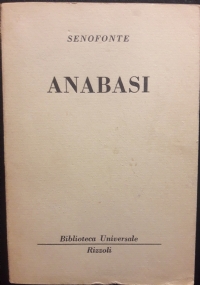 SENOFONTE
ANABASI
Biblioteca Universale
Rizzoli